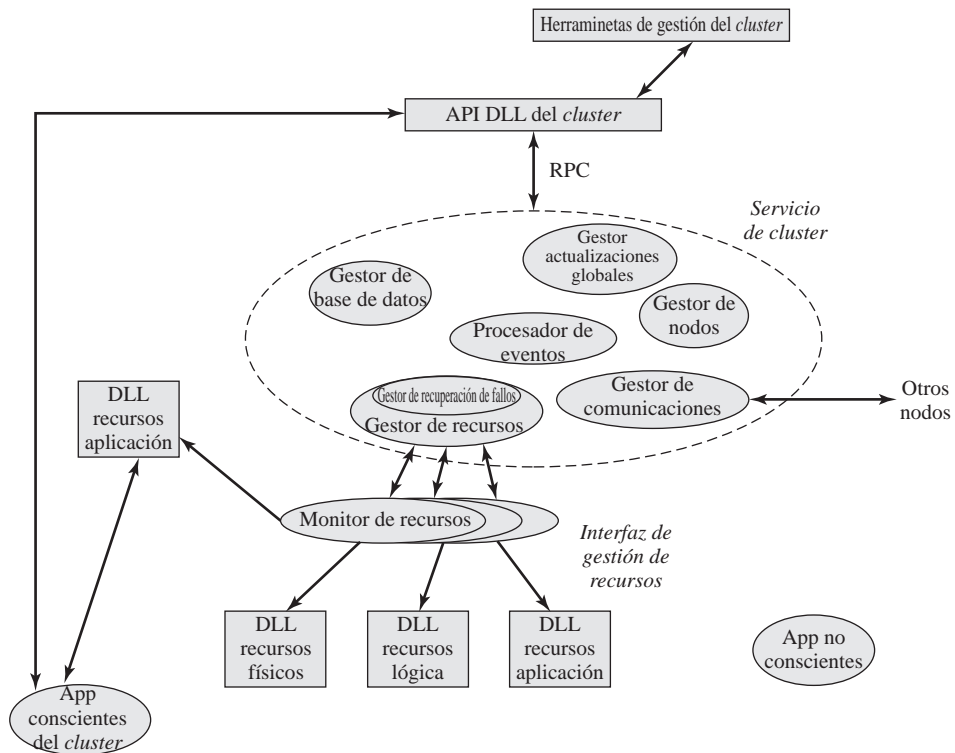 Herraminetas de gestión del cluster
API DLL del cluster
RPC
Servicio
de cluster
Gestor
actualizaciones
globales
Gestor de
base de datos
Gestor de
nodos
Procesador de
eventos
Gestor de recuperación de fallos
Gestor de recursos
Gestor de
comunicaciones
Otros
nodos
DLL
recursos
aplicación
Monitor de recursos
Interfaz de
gestión de
recursos
DLL
recursos
físicos
DLL
recursos
lógica
DLL
recursos
aplicación
App no
conscientes
App
conscientes
del cluster